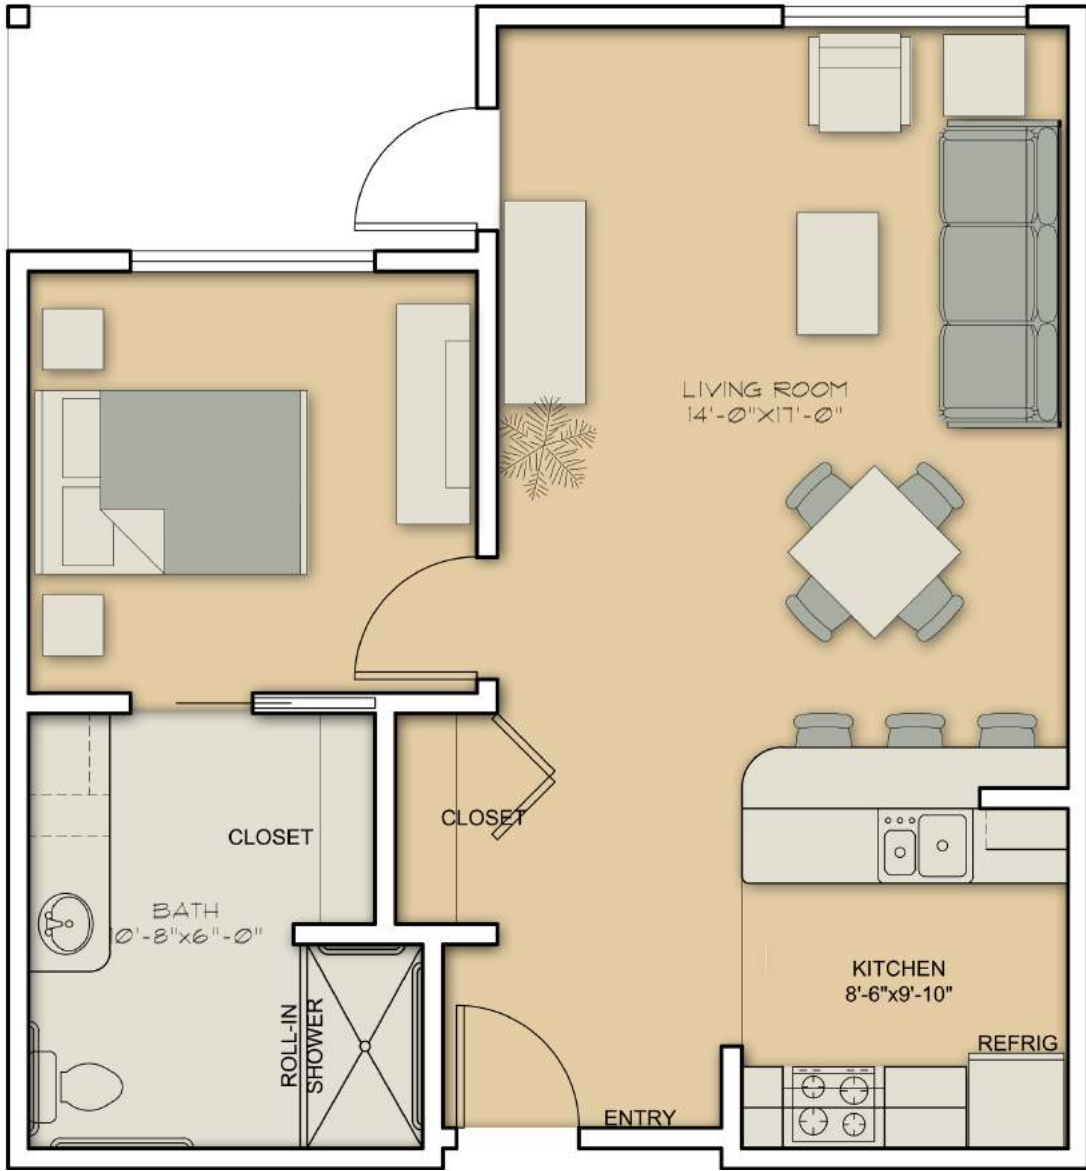 LIVING ROOM
14'-0"X17'-0"
CLOSET
CLOSET
BATH
10'-8"x6"-0"
KITCHEN
8'-6"x9'-10"
ROLL-IN
SHOWER
REFRIG
ENTRY